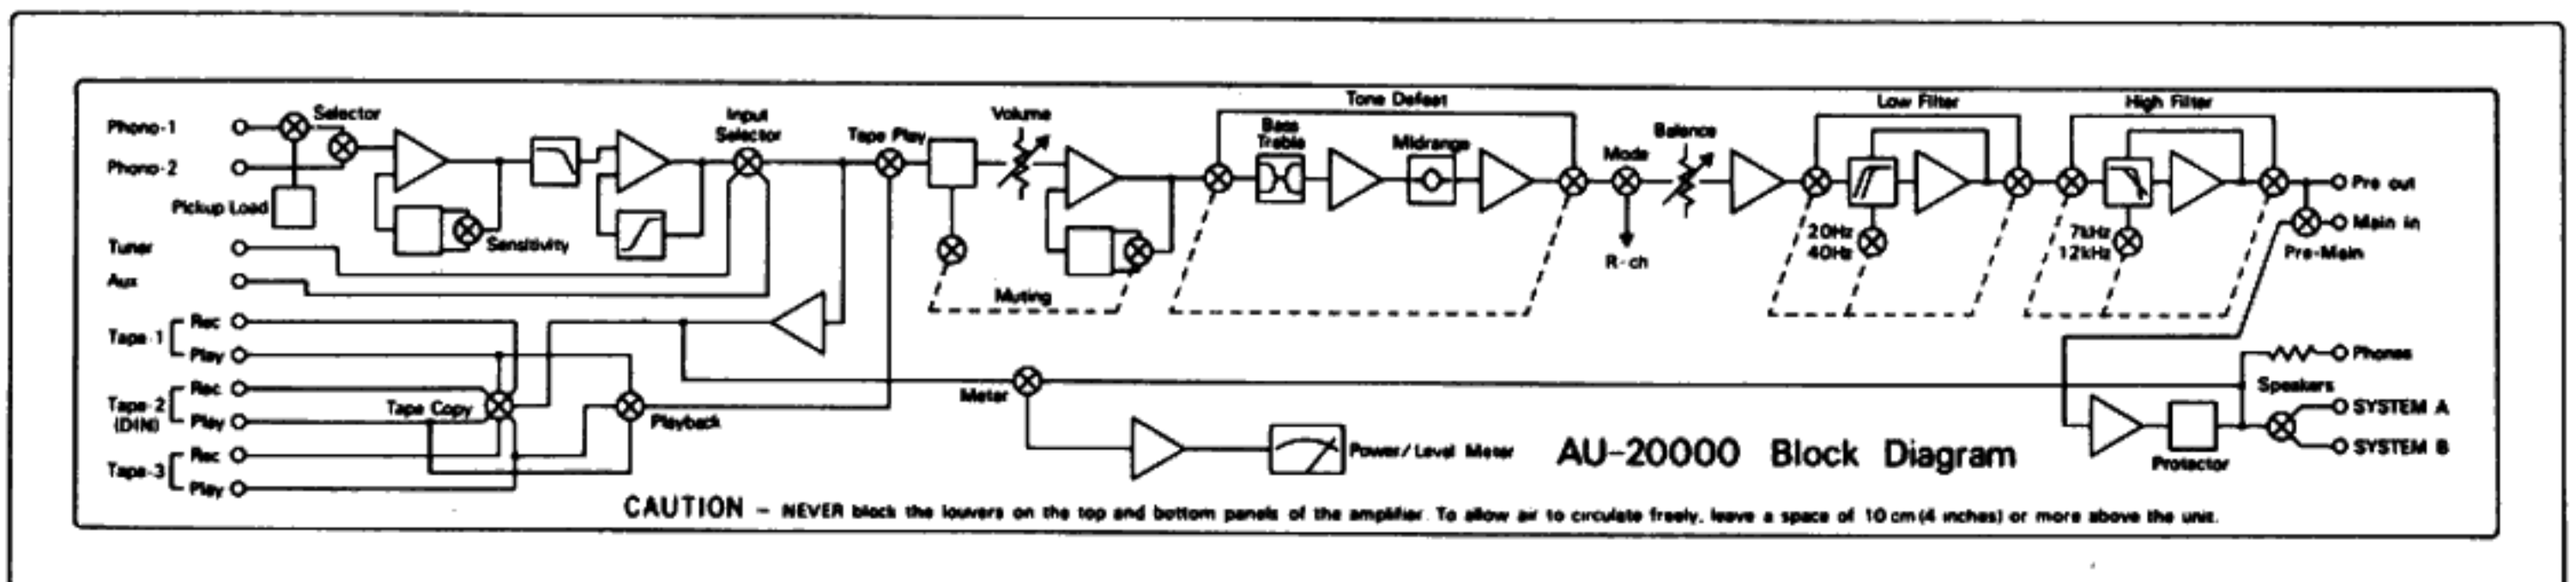 Phono-1
Selector
Phono-2
Pickup Load
Sensitivity
Input
Selector
Tuner
Aux
Tape Play
Volume
Muting
Tone Defeat
Bass
Treble
Midrange
Mode
R-ch
Balance
Low Filter
20Hz
40Hz
High Filter
7kHz
12kHz
Pre out
Main in
Pre-Main
Tape-1
Rec
Play
Tape-2
(DIN)
Rec
Play
Tape-3
Rec
Play
Tape Copy
Playback
Meter
Power/Level Meter
Phones
Speakers
SYSTEM A
SYSTEM B
Protector
AU-20000 Block Diagram
CAUTION – NEVER block the louvers on the top and bottom panels of the amplifier. To allow air to circulate freely, leave a space of 10 cm (4 inches) or more above the unit.